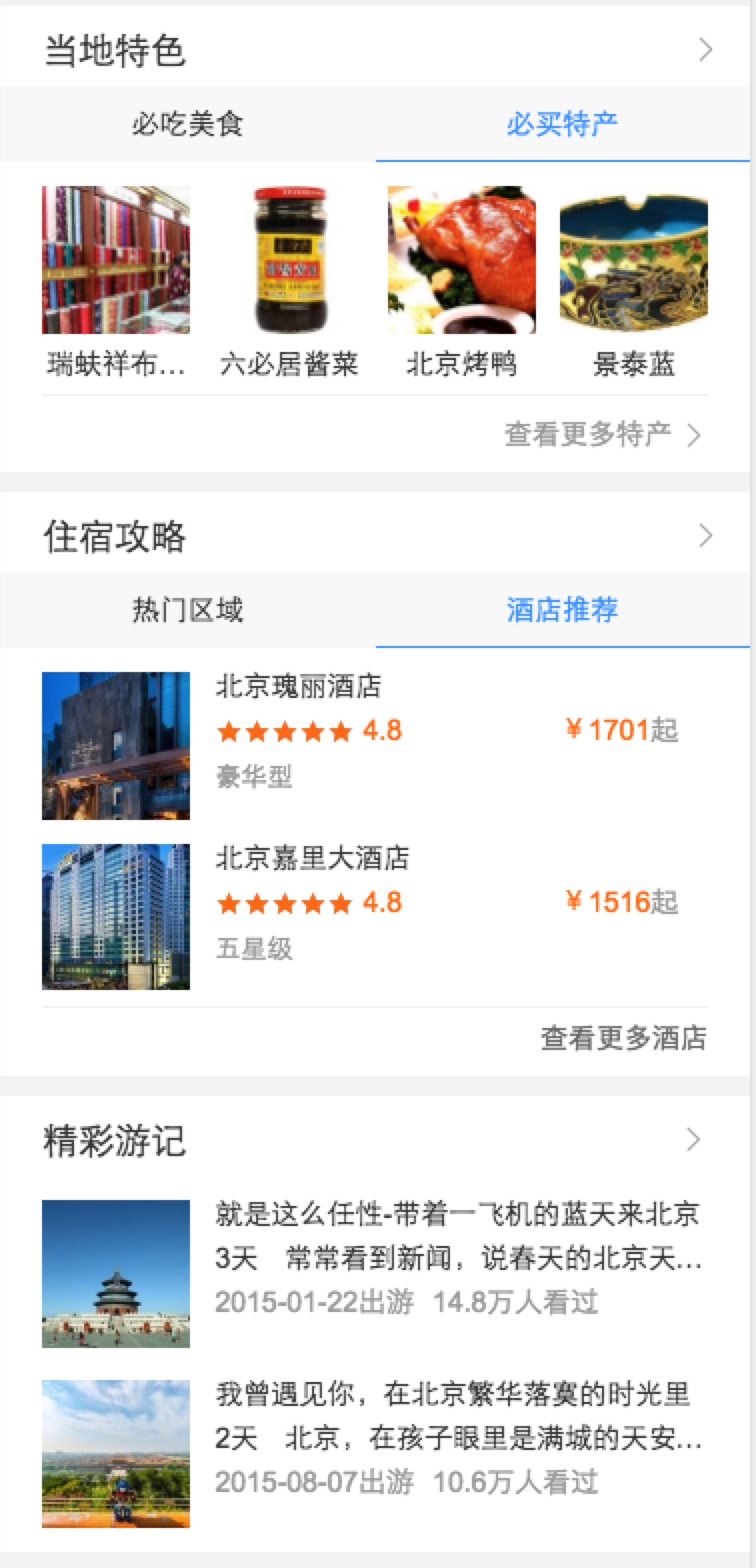 当地特色
必吃美食 必买特产
瑞蚨祥布... 六必居酱菜 北京烤鸭 景泰蓝
查看更多特产
住宿攻略
热门区域 酒店推荐
北京瑰丽酒店
4.8 ￥1701起
豪华型
北京嘉里大酒店
4.8 ￥1516起
五星级
查看更多酒店
精彩游记
就是这么任性-带着一飞机的蓝天来北京
3天 常常看到新闻，说春天的北京天...
2015-01-22出游 14.8万人看过
我曾遇见你，在北京繁华落寞的时光里
2天 北京，在孩子眼里是满城的天安...
2015-08-07出游 10.6万人看过